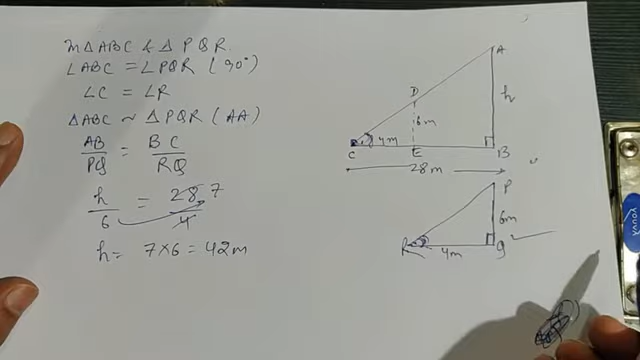 In ΔABC & ΔPQR.
∠ABC = ∠PQR (90°)
∠C = ∠R
ΔABC ~ ΔPQR (AA)
AB/PQ = BC/RQ
h/6 = 28/4 7
h = 7×6 = 42m
A
D
h
6m
4m
C E B
28m
P
6m
R 4m Q